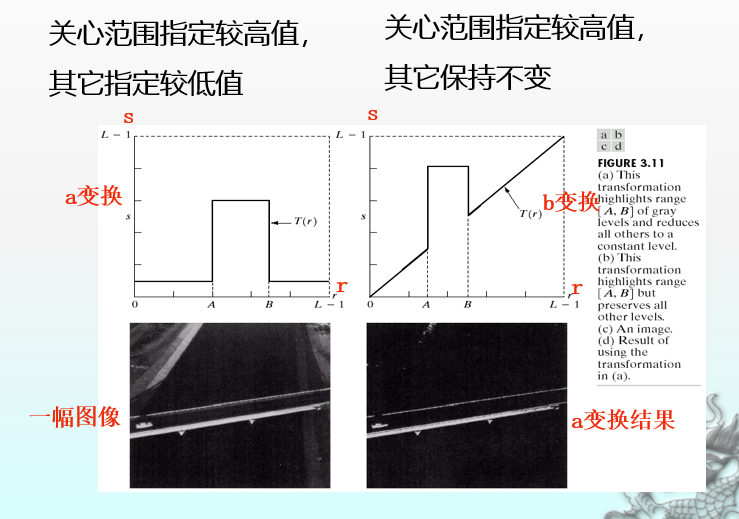 关心范围指定较高值，
其它指定较低值
关心范围指定较高值，
其它保持不变
s
L – 1
a变换
s
T(r)
r
0
A
B
L – 1
r
s
L – 1
s
T(r)
b变换
r
0
A
B
L – 1
r
a b
c d
FIGURE 3.11
(a) This
transformation
highlights range
[A, B] of gray
levels and reduces
all others to a
constant level.
(b) This
transformation
highlights range
[A, B] but
preserves all
other levels.
(c) An image.
(d) Result of
using the
transformation
in (a).
一幅图像
a变换结果